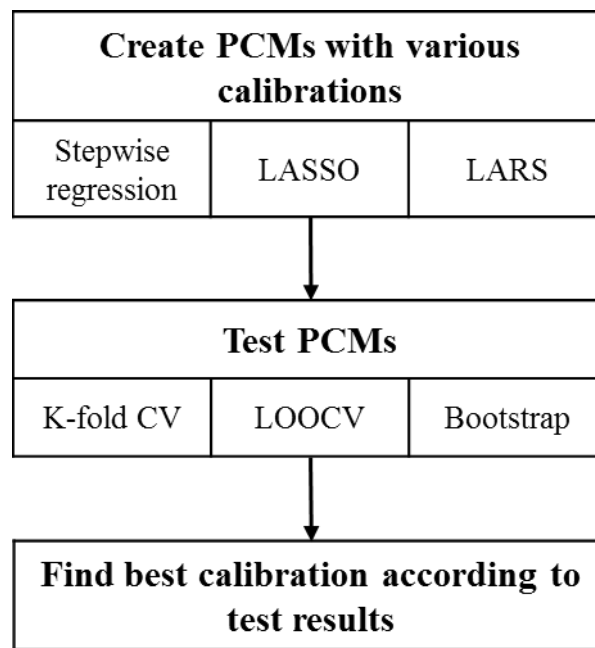 Create PCMs with various
calibrations
Stepwise
regression
LASSO
LARS
Test PCMs
K-fold CV
LOOCV
Bootstrap
Find best calibration according to
test results